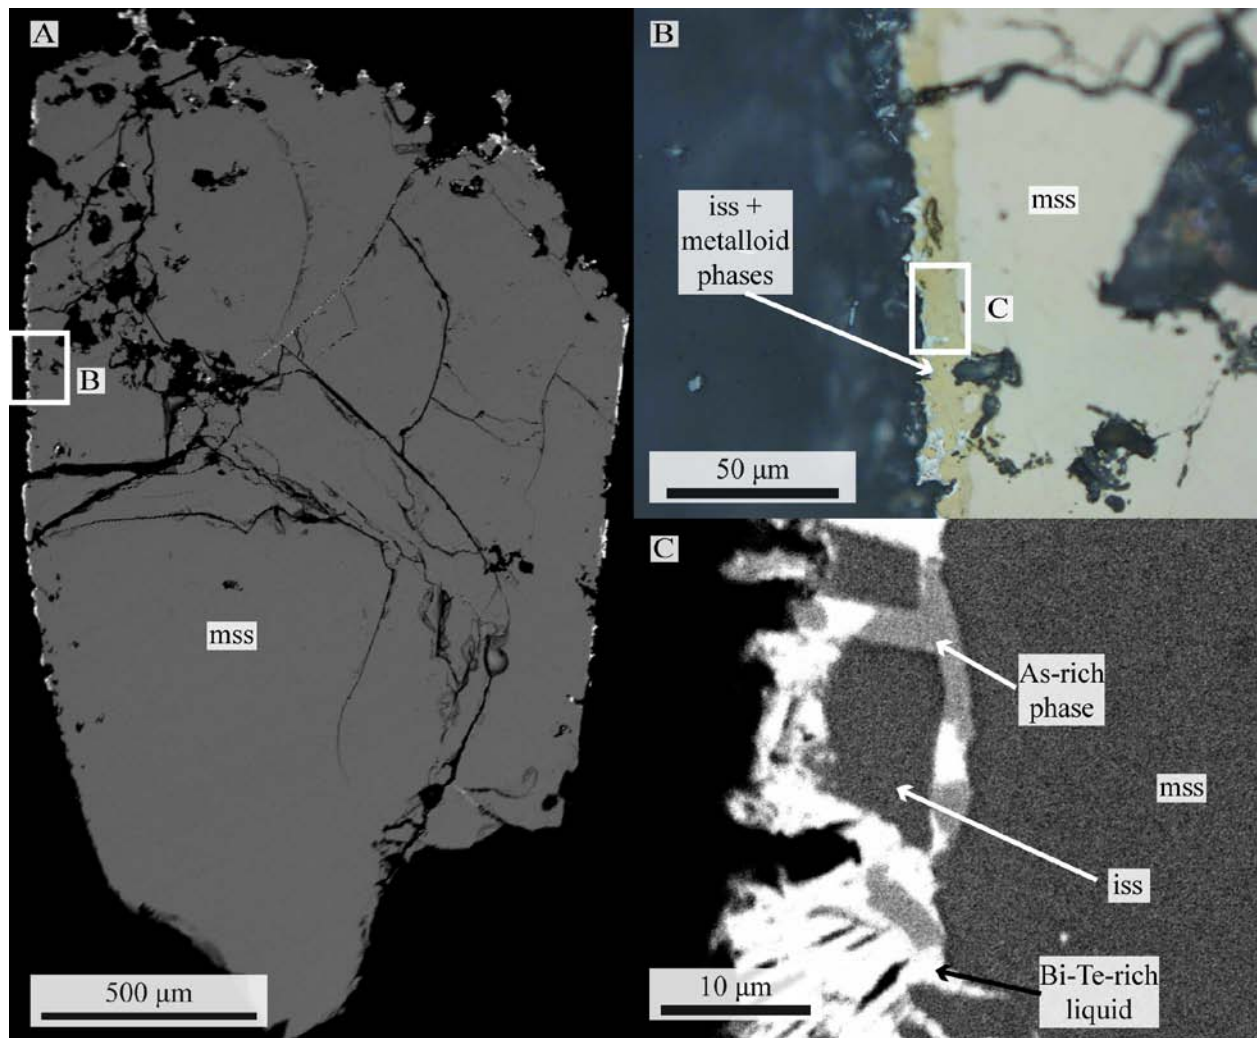 A
B
mss
500 μm
B
iss +
metalloid
phases
mss
C
50 μm
C
As-rich
phase
mss
iss
Bi-Te-rich
liquid
10 μm